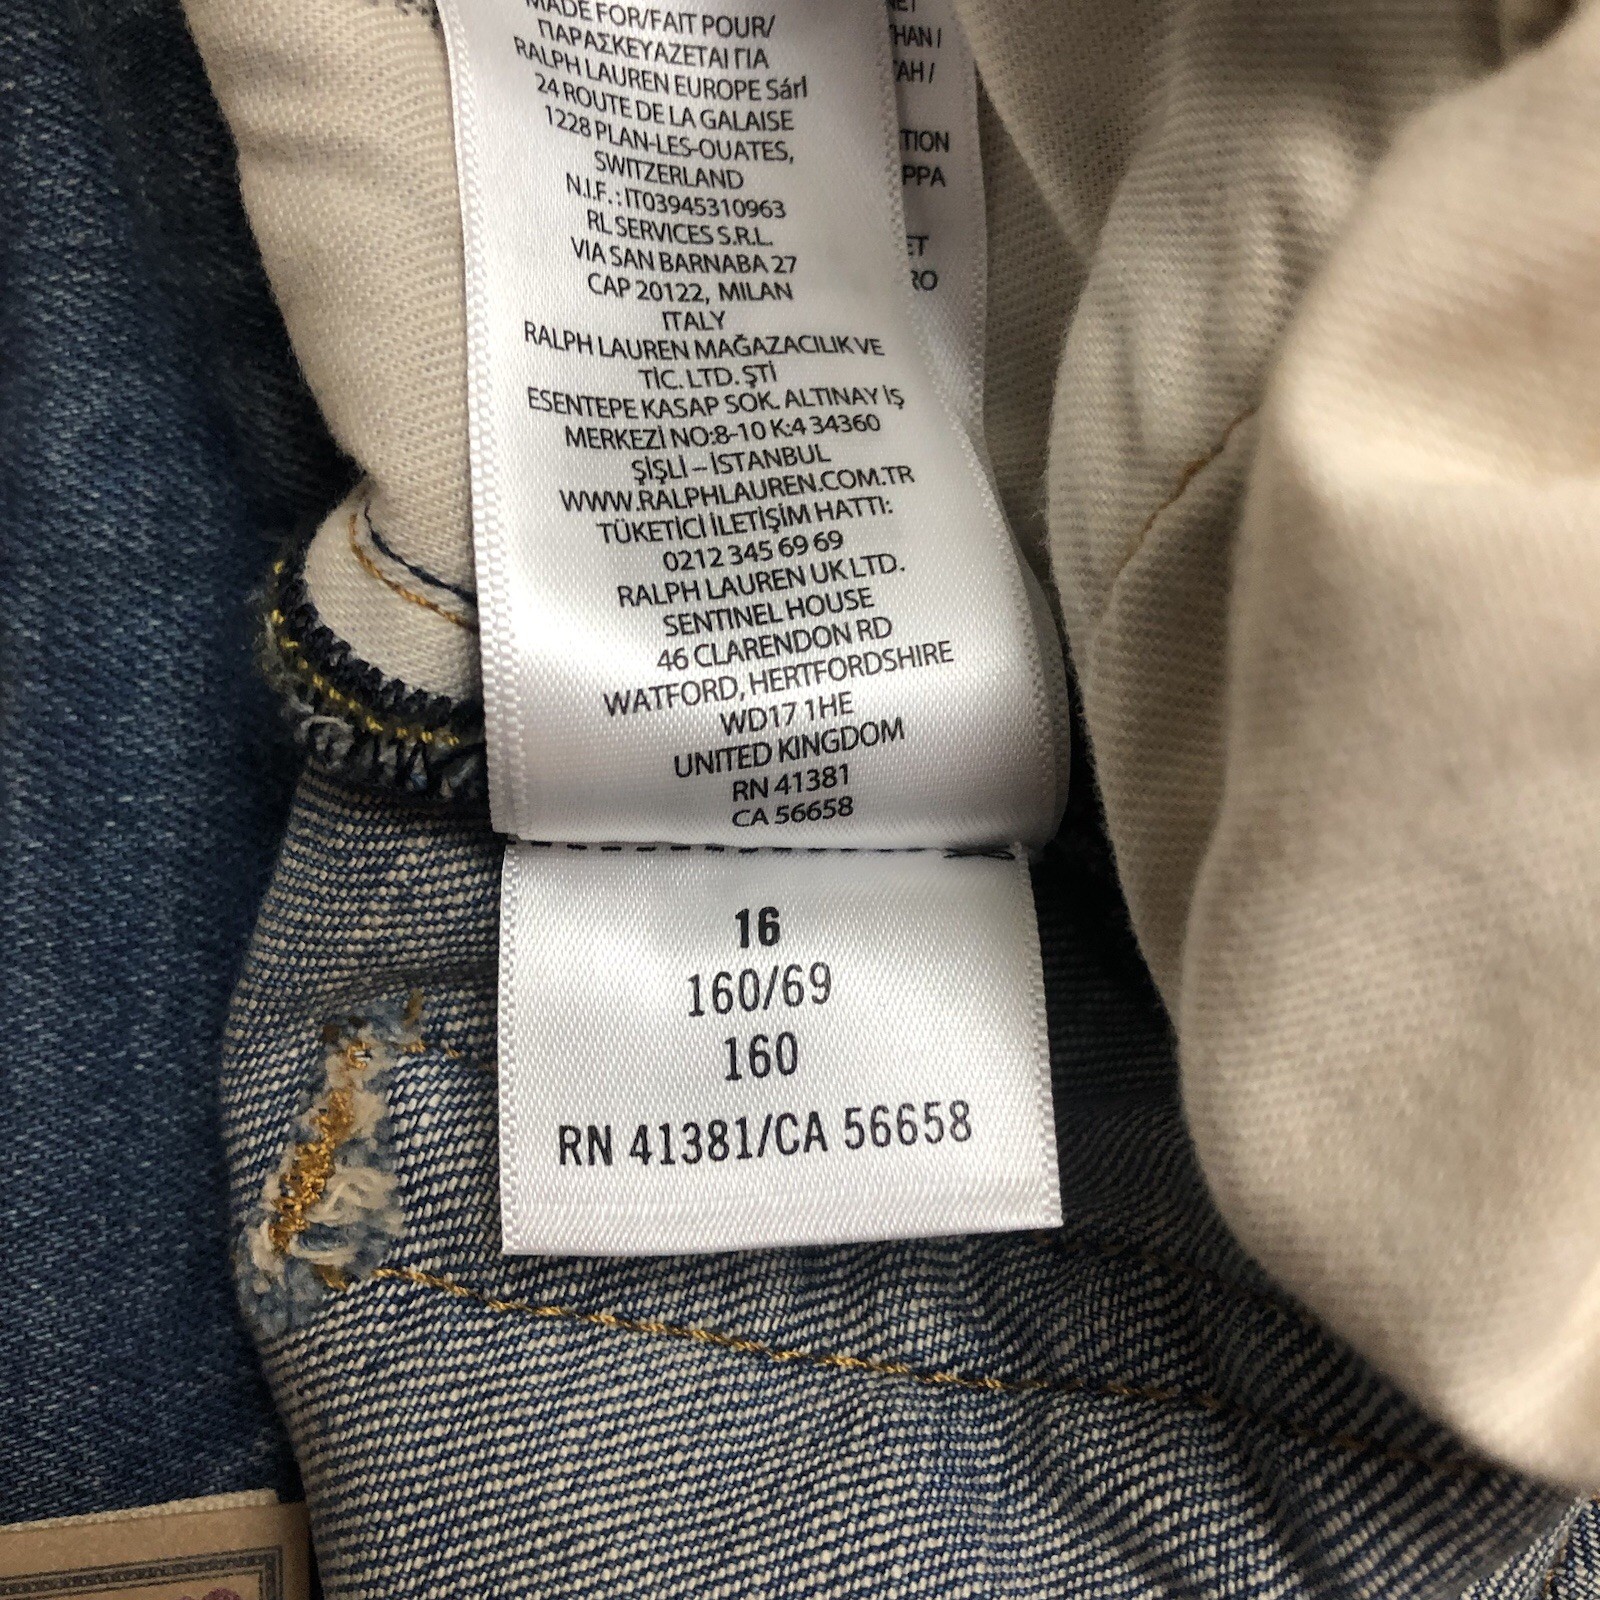 MADE FOR/FAIT POUR/
ΠΑΡΑΣΚΕΥΑΖΕΤΑΙ ΓΙΑ
RALPH LAUREN EUROPE Sárl
24 ROUTE DE LA GALAISE
1228 PLAN-LES-OUATES,
SWITZERLAND
N.I.F. : IT03945310963
RL SERVICES S.R.L.
VIA SAN BARNABA 27
CAP 20122, MILAN
ITALY
RALPH LAUREN MAĞAZACILIK VE
TİC. LTD. ŞTİ
ESENTEPE KASAP SOK. ALTINAY İŞ
MERKEZİ NO:8-10 K:4 34360
ŞİŞLİ – İSTANBUL
WWW.RALPHLAUREN.COM.TR
TÜKETİCİ İLETİŞİM HATTI:
0212 345 69 69
RALPH LAUREN UK LTD.
SENTINEL HOUSE
46 CLARENDON RD
WATFORD, HERTFORDSHIRE
WD17 1HE
UNITED KINGDOM
RN 41381
CA 56658
16
160/69
160
RN 41381/CA 56658